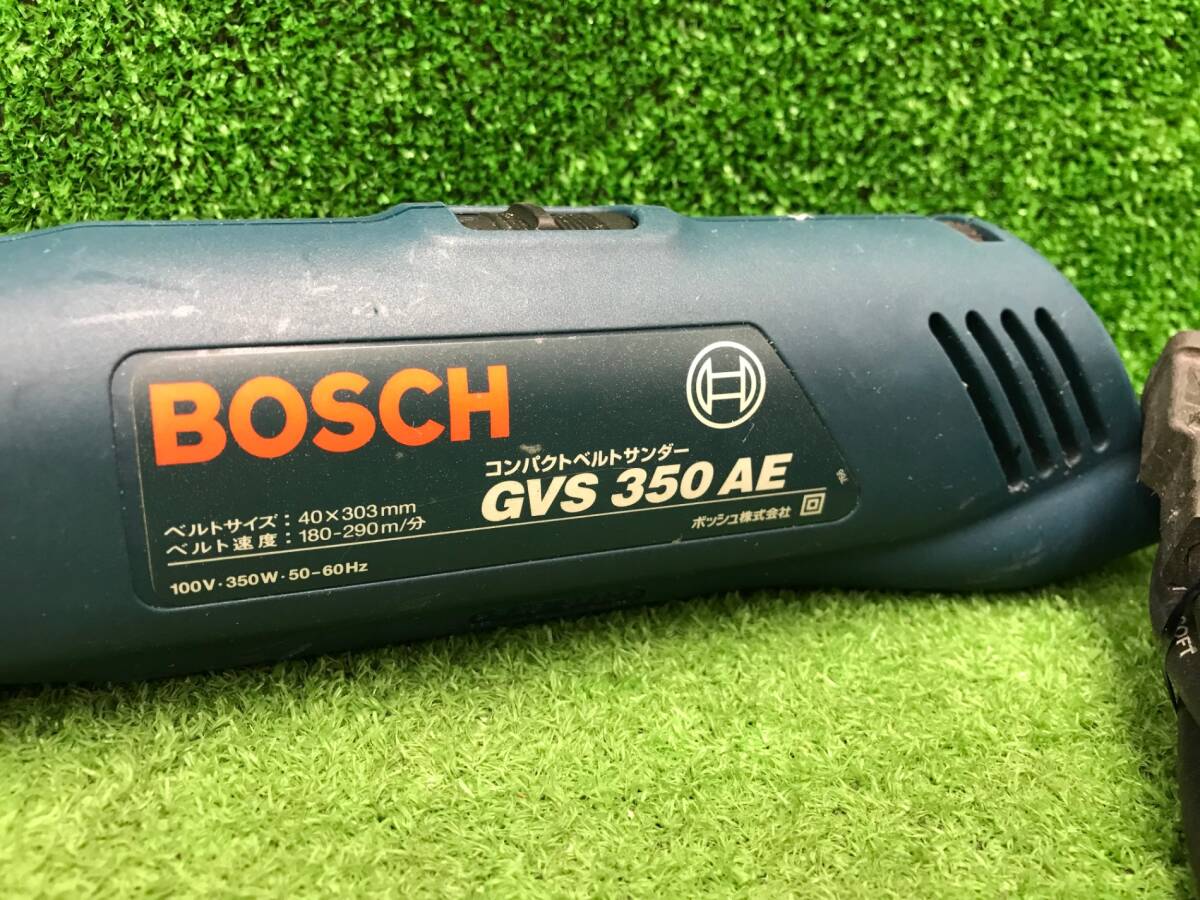 BOSCH
コンパクトベルトサンダー
GVS 350 AE
ベルトサイズ：40×303mm
ベルト速度：180-290m/分
ボッシュ株式会社
100V・350W・50-60Hz